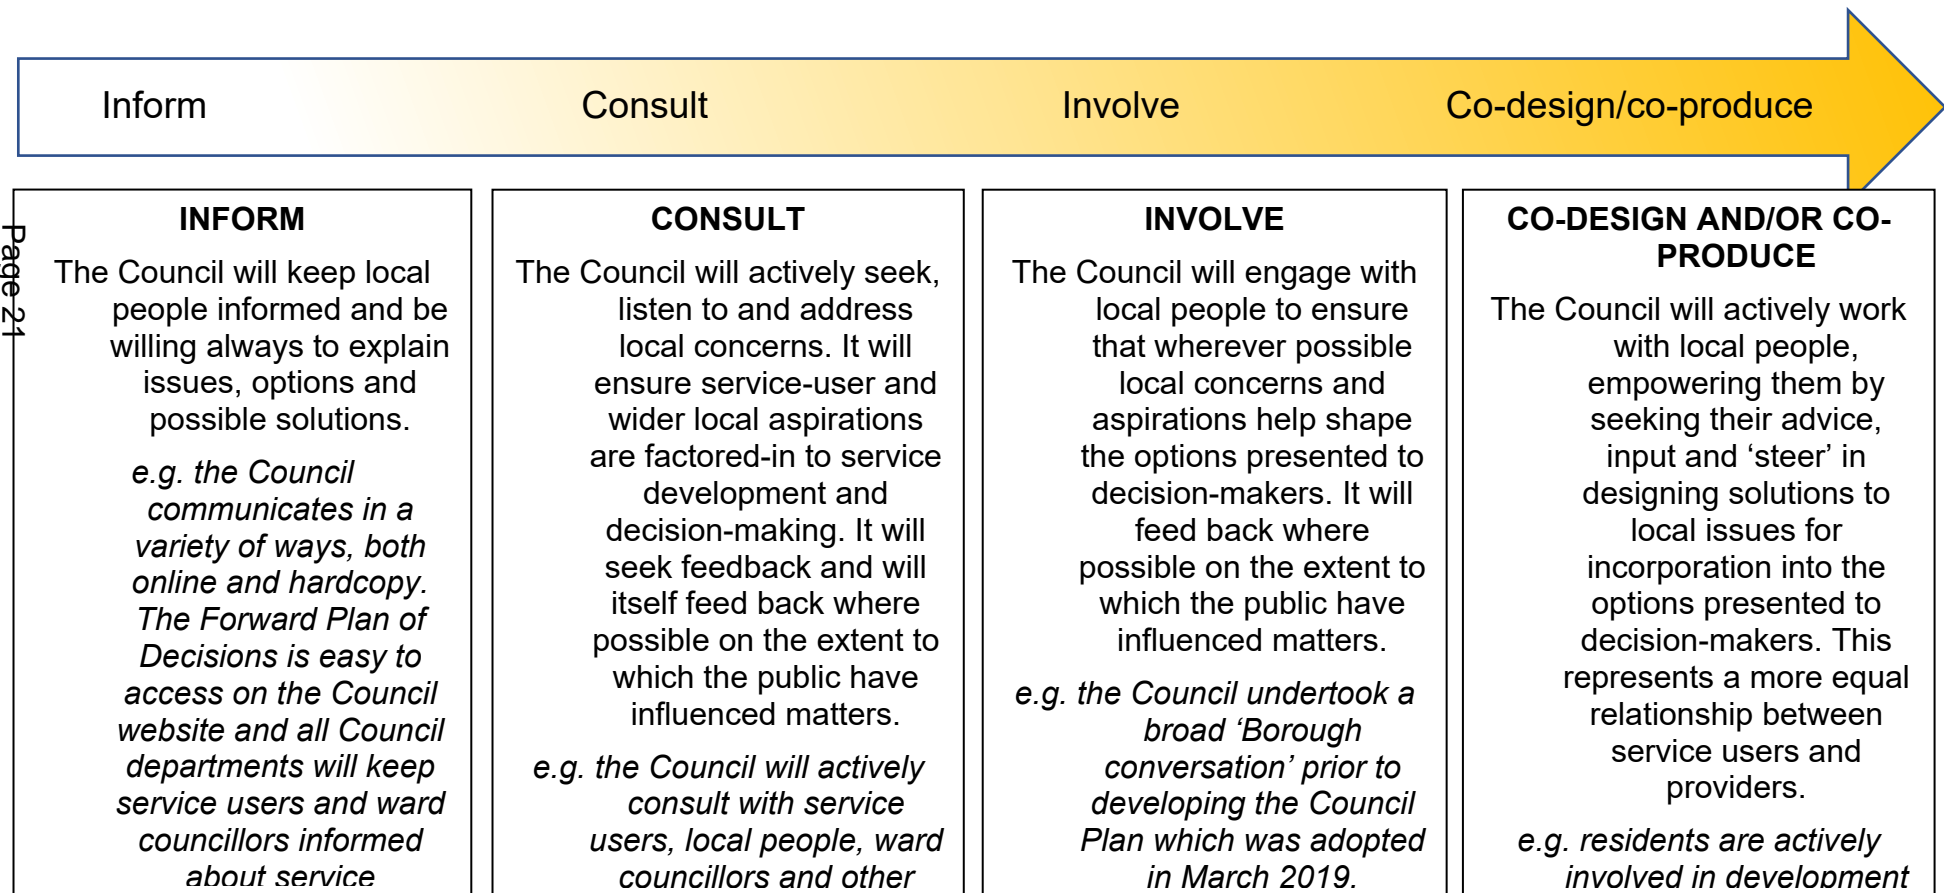 Inform
Consult
Involve
Co-design/co-produce
Page 21
INFORM
The Council will keep local
people informed and be
willing always to explain
issues, options and
possible solutions.
e.g. the Council
communicates in a
variety of ways, both
online and hardcopy.
The Forward Plan of
Decisions is easy to
access on the Council
website and all Council
departments will keep
service users and ward
councillors informed
about service
CONSULT
The Council will actively seek,
listen to and address
local concerns. It will
ensure service-user and
wider local aspirations
are factored-in to service
development and
decision-making. It will
seek feedback and will
itself feed back where
possible on the extent to
which the public have
influenced matters.
e.g. the Council will actively
consult with service
users, local people, ward
councillors and other
INVOLVE
The Council will engage with
local people to ensure
that wherever possible
local concerns and
aspirations help shape
the options presented to
decision-makers. It will
feed back where
possible on the extent to
which the public have
influenced matters.
e.g. the Council undertook a
broad ‘Borough
conversation’ prior to
developing the Council
Plan which was adopted
in March 2019.
CO-DESIGN AND/OR CO-
PRODUCE
The Council will actively work
with local people,
empowering them by
seeking their advice,
input and ‘steer’ in
designing solutions to
local issues for
incorporation into the
options presented to
decision-makers. This
represents a more equal
relationship between
service users and
providers.
e.g. residents are actively
involved in development